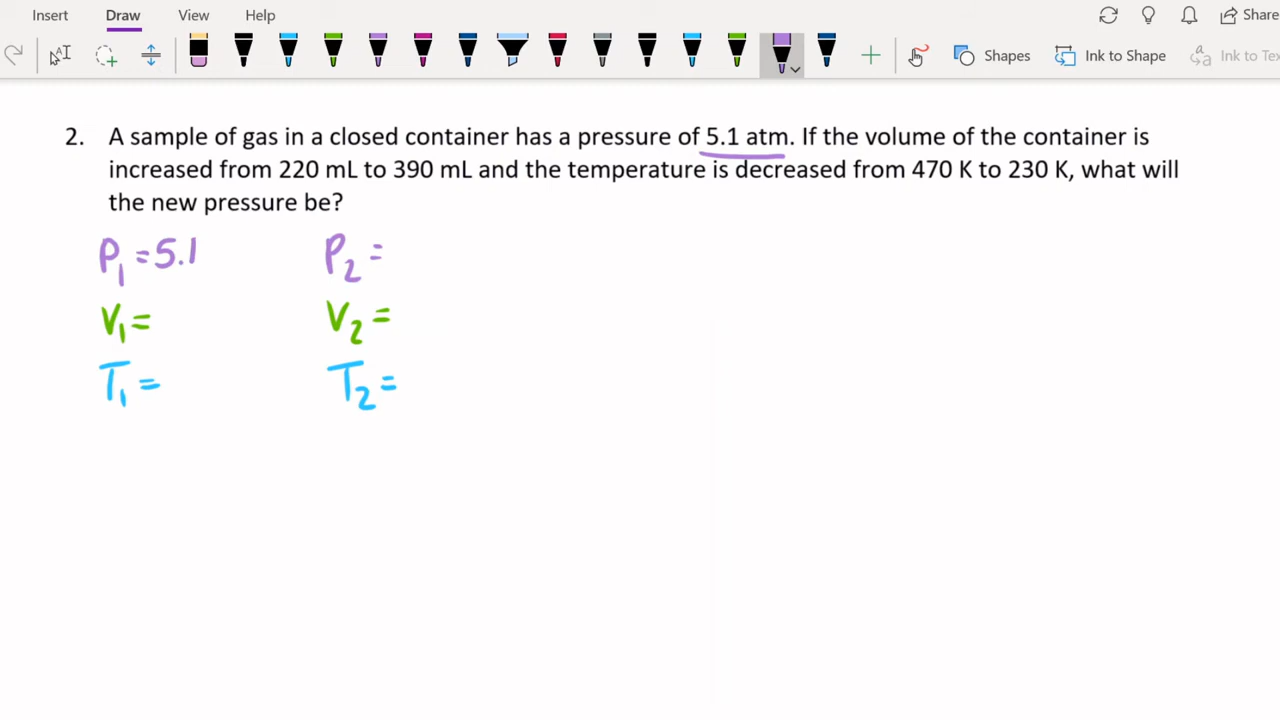 Insert Draw View Help Share
Shapes Ink to Shape Ink to Tex
2. A sample of gas in a closed container has a pressure of 5.1 atm. If the volume of the container is
increased from 220 mL to 390 mL and the temperature is decreased from 470 K to 230 K, what will
the new pressure be?
P₁ = 5.1 P₂ =
V₁ = V₂ =
T₁ = T₂ =